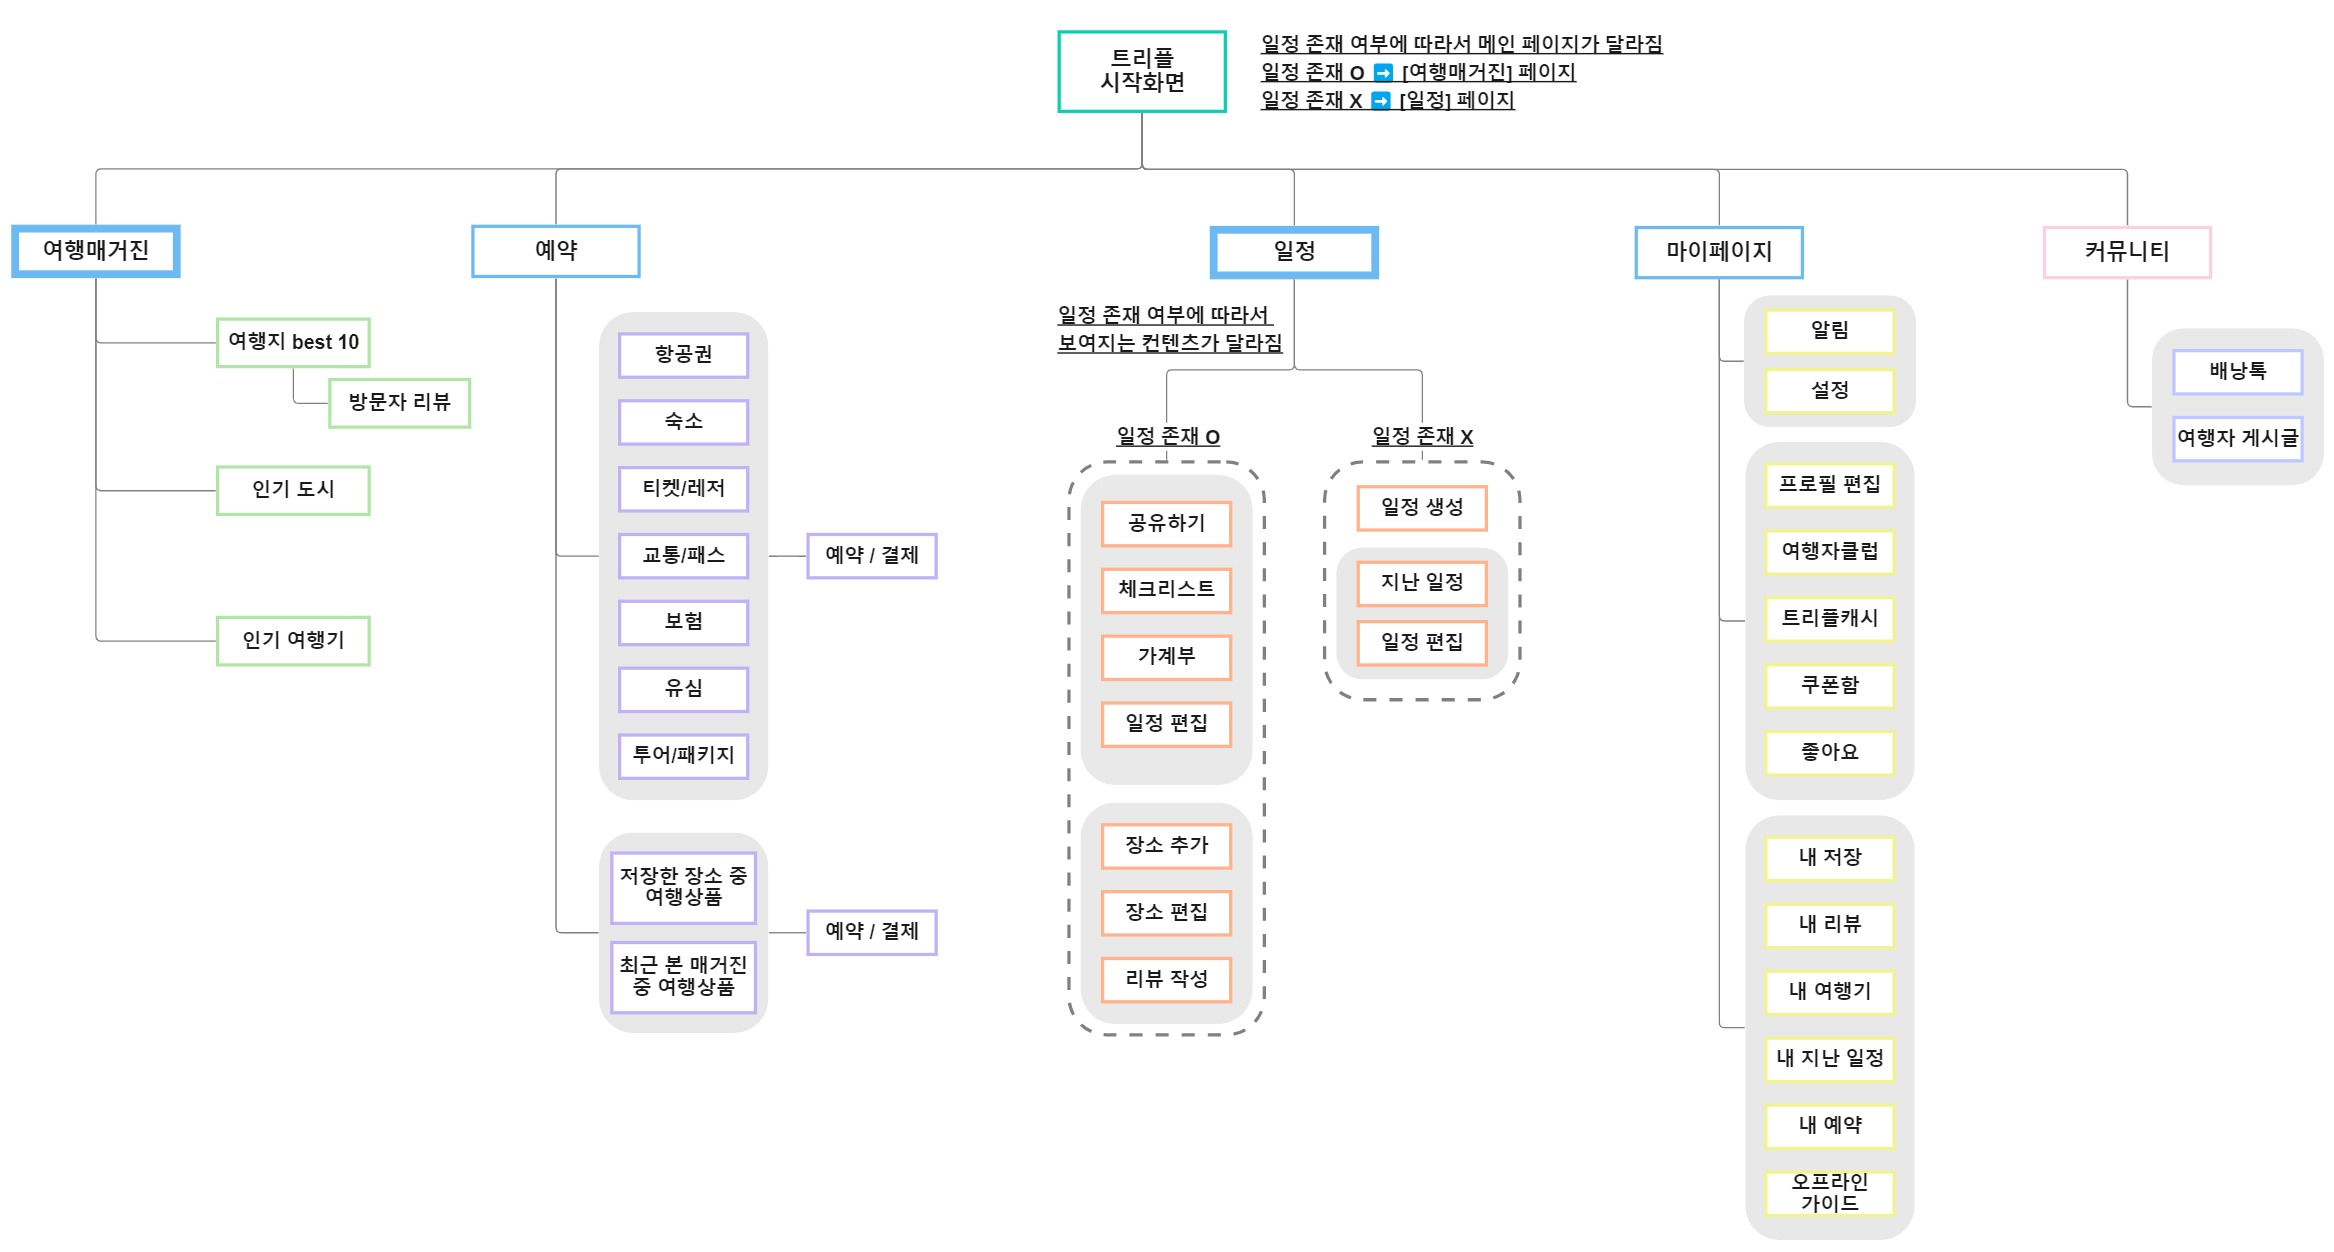 트리플
시작화면
일정 존재 여부에 따라서 메인 페이지가 달라짐
일정 존재 O ➡ [여행매거진] 페이지
일정 존재 X ➡ [일정] 페이지
여행매거진
여행지 best 10
방문자 리뷰
인기 도시
인기 여행기
예약
항공권
숙소
티켓/레저
교통/패스
보험
유심
투어/패키지
예약 / 결제
저장한 장소 중
여행상품
최근 본 매거진
중 여행상품
예약 / 결제
일정
일정 존재 여부에 따라서
보여지는 컨텐츠가 달라짐
일정 존재 O
공유하기
체크리스트
가계부
일정 편집
장소 추가
장소 편집
리뷰 작성
일정 존재 X
일정 생성
지난 일정
일정 편집
마이페이지
알림
설정
프로필 편집
여행자클럽
트리플캐시
쿠폰함
좋아요
내 저장
내 리뷰
내 여행기
내 지난 일정
내 예약
오프라인
가이드
커뮤니티
배낭톡
여행자 게시글